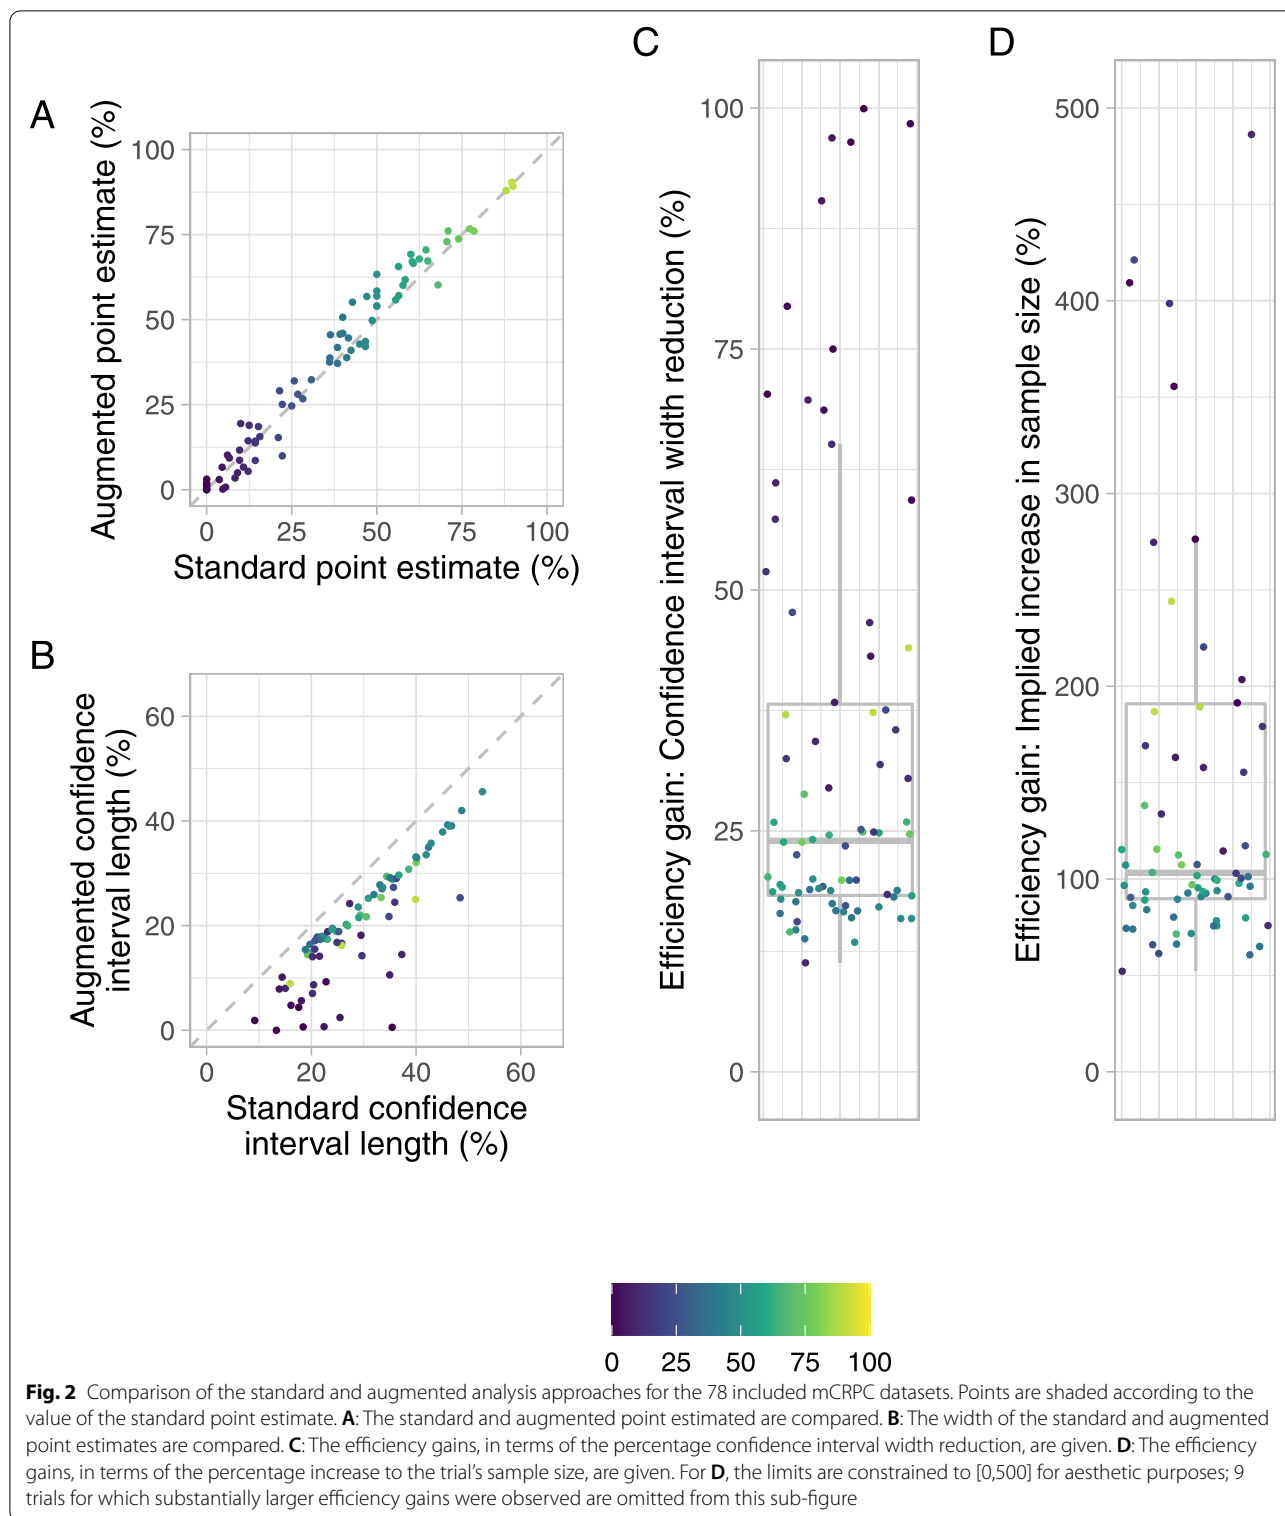 A
Augmented point estimate (%)
100
75
50
25
0
0 25 50 75 100
Standard point estimate (%)
B
Augmented confidence
interval length (%)
60
40
20
0
0 20 40 60
Standard confidence
interval length (%)
C
Efficiency gain: Confidence interval width reduction (%)
100
75
50
25
0
D
Efficiency gain: Implied increase in sample size (%)
500
400
300
200
100
0
0 25 50 75 100
Fig. 2 Comparison of the standard and augmented analysis approaches for the 78 included mCRPC datasets. Points are shaded according to the
value of the standard point estimate. A: The standard and augmented point estimated are compared. B: The width of the standard and augmented
point estimates are compared. C: The efficiency gains, in terms of the percentage confidence interval width reduction, are given. D: The efficiency
gains, in terms of the percentage increase to the trial's sample size, are given. For D, the limits are constrained to [0,500] for aesthetic purposes; 9
trials for which substantially larger efficiency gains were observed are omitted from this sub-figure